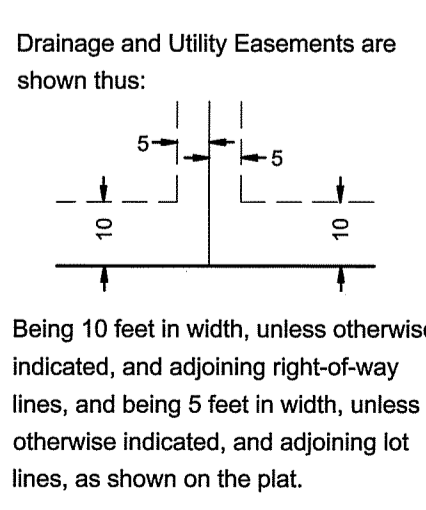 Drainage and Utility Easements are
shown thus:
5
5
10
10
Being 10 feet in width, unless otherwise
indicated, and adjoining right-of-way
lines, and being 5 feet in width, unless
otherwise indicated, and adjoining lot
lines, as shown on the plat.